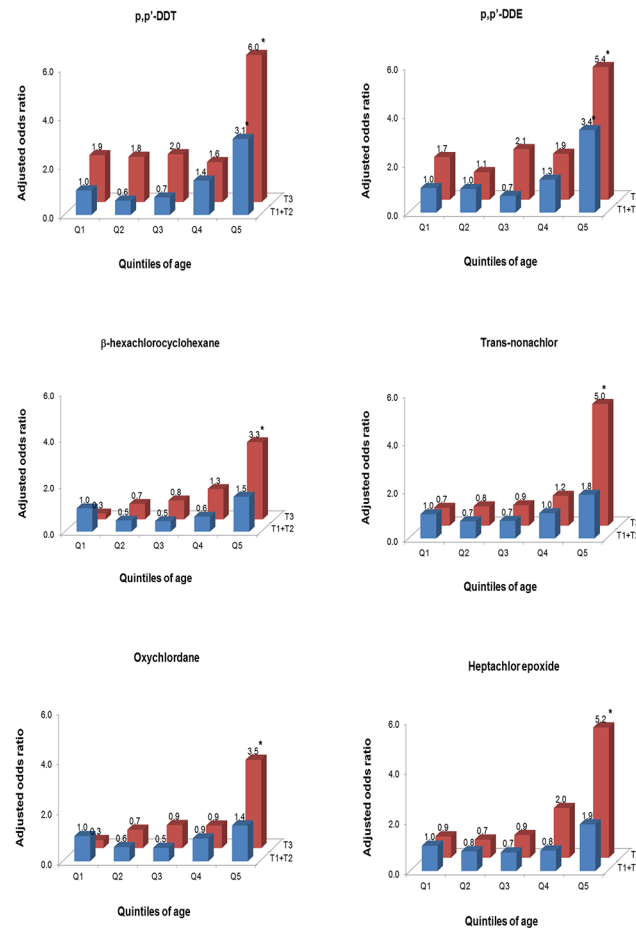 p,p'-DDT
Adjusted odds ratio
6.0
4.0
2.0
0.0
1.9
1.8
2.0
1.6
6.0
*
1.0
0.6
0.7
1.4
3.1
*
Q1 Q2 Q3 Q4 Q5
T3
T1+T2
Quintiles of age
p,p'-DDE
Adjusted odds ratio
6.0
4.0
2.0
0.0
1.7
1.1
2.1
1.9
5.4
*
1.0
1.0
0.7
1.3
3.4
*
Q1 Q2 Q3 Q4 Q5
T
T1+T
Quintiles of age
β-hexachlorocyclohexane
Adjusted odds ratio
6.0
4.0
2.0
0.0
0.3
0.7
0.8
1.3
3.3
*
1.0
0.5
0.5
0.6
1.5
Q1 Q2 Q3 Q4 Q5
T3
T1+T2
Quintiles of age
Trans-nonachlor
Adjusted odds ratio
6.0
4.0
2.0
0.0
0.7
0.8
0.9
1.2
5.0
*
1.0
0.7
0.7
1.0
1.8
Q1 Q2 Q3 Q4 Q5
T1+T
Quintiles of age
Oxychlordane
Adjusted odds ratio
6.0
4.0
2.0
0.0
0.3
0.7
0.9
0.9
3.5
*
1.0
0.6
0.5
0.9
1.4
Q1 Q2 Q3 Q4 Q5
T3
T1+T2
Quintiles of age
Heptachlor epoxide
Adjusted odds ratio
6.0
4.0
2.0
0.0
0.9
0.7
0.9
2.0
5.2
*
1.0
0.8
0.7
0.8
1.9
Q1 Q2 Q3 Q4 Q5
T
T1+T
Quintiles of age